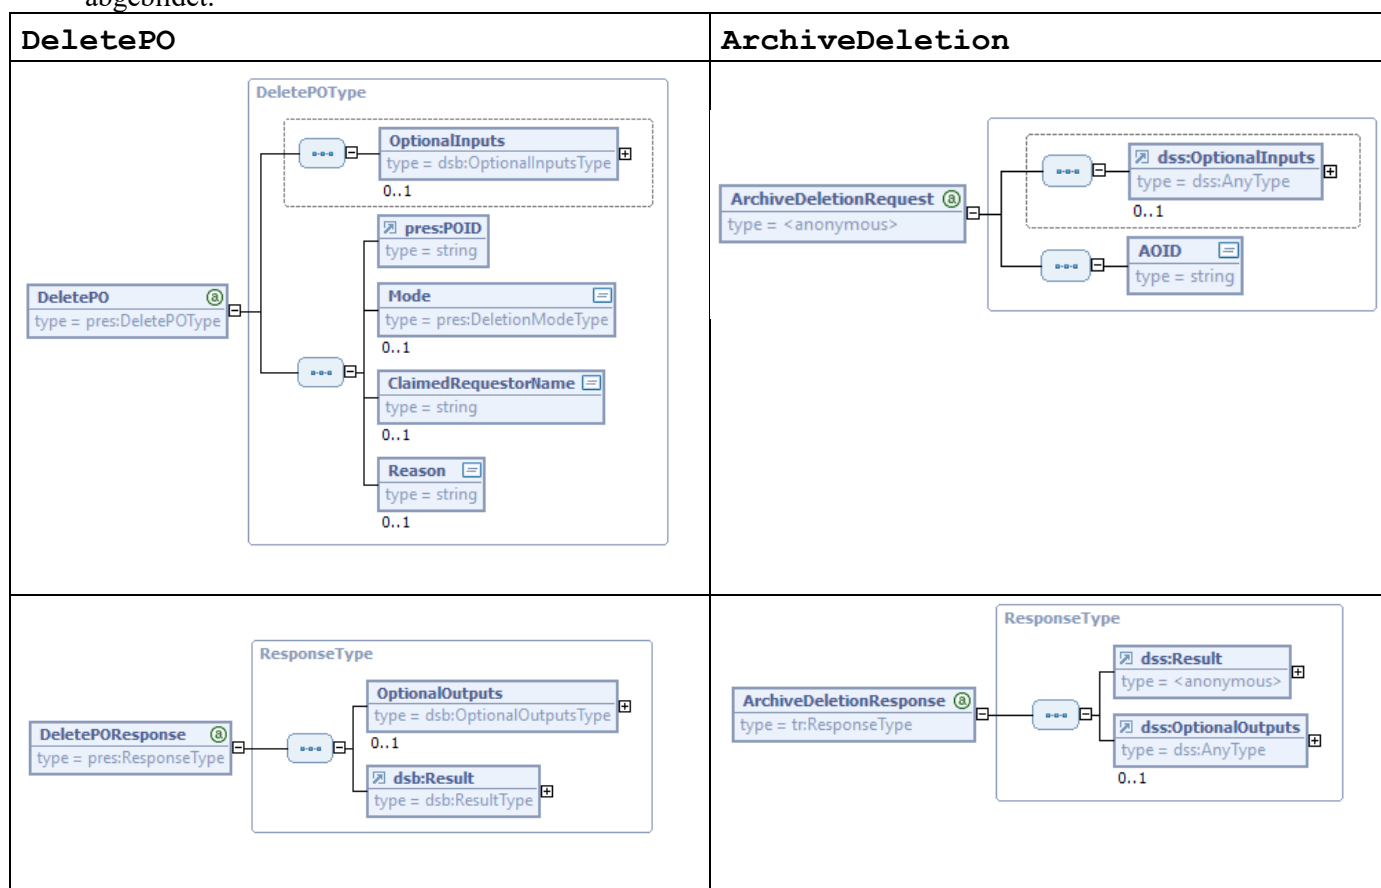 abgebildet.
DeletePO
ArchiveDeletion
DeletePOType
OptionalInputs
type = dsb:OptionalInputsType
0..1
pres:POID
type = string
Mode
type = pres:DeletionModeType
0..1
ClaimedRequestorName
type = string
0..1
Reason
type = string
0..1
DeletePO
a
type = pres:DeletePOType
dss:OptionalInputs
type = dss:AnyType
0..1
ArchiveDeletionRequest
a
type = <anonymous>
AOID
type = string
ResponseType
OptionalOutputs
type = dsb:OptionalOutputsType
0..1
DeletePOResponse
a
type = pres:ResponseType
dsb:Result
type = dsb:ResultType
ResponseType
dss:Result
type = <anonymous>
ArchiveDeletionResponse
a
type = tr:ResponseType
dss:OptionalOutputs
type = dss:AnyType
0..1